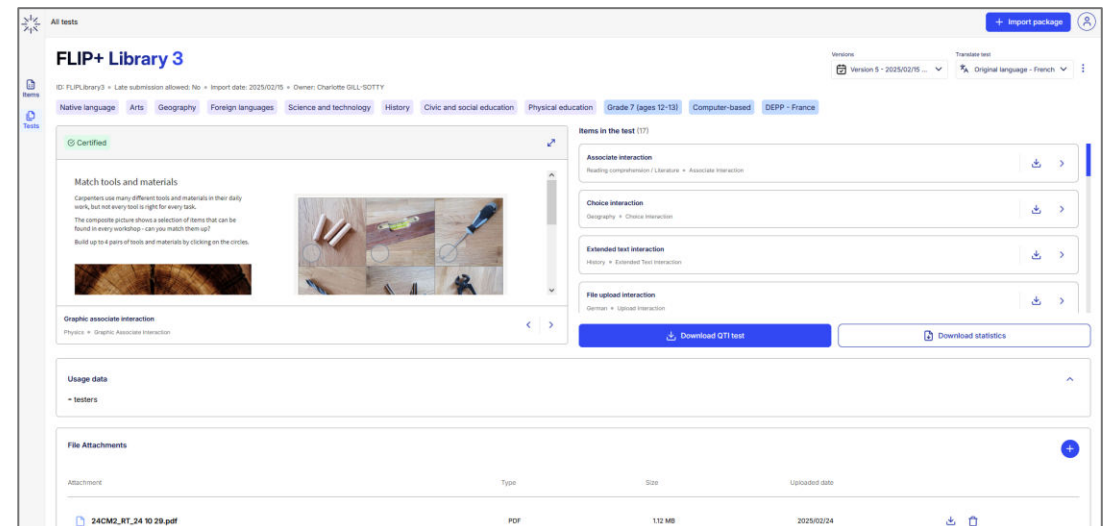 All tests
+ Import package
Items
Tests
FLIP+ Library 3
Versions
Version 5 - 2025/02/15 ...
Translate test
Original language - French
ID: FLIPLibrary3 • Late submission allowed: No • Import date: 2025/02/15 • Owner: Charlotte GILL-SOTTY
Native language Arts Geography Foreign languages Science and technology History Civic and social education Physical education Grade 7 (ages 12-13) Computer-based DEPP - France
Certified
Match tools and materials
Carpenters use many different tools and materials in their daily
work, but not every tool is right for every task.
The composite picture shows a selection of items that can be
found in every workshop - can you match them up?
Build up to 4 pairs of tools and materials by clicking on the circles.
Graphic associate interaction
Physics • Graphic Associate Interaction
Items in the test (17)
Associate interaction
Reading comprehension / Literature • Associate Interaction
Choice interaction
Geography • Choice Interaction
Extended text interaction
History • Extended Text Interaction
File upload interaction
German • Upload Interaction
Download QTI test
Download statistics
Usage data
- testers
File Attachments
Attachment Type Size Uploaded date
24CM2_RT_24 10 29.pdf PDF 1.12 MB 2025/02/24